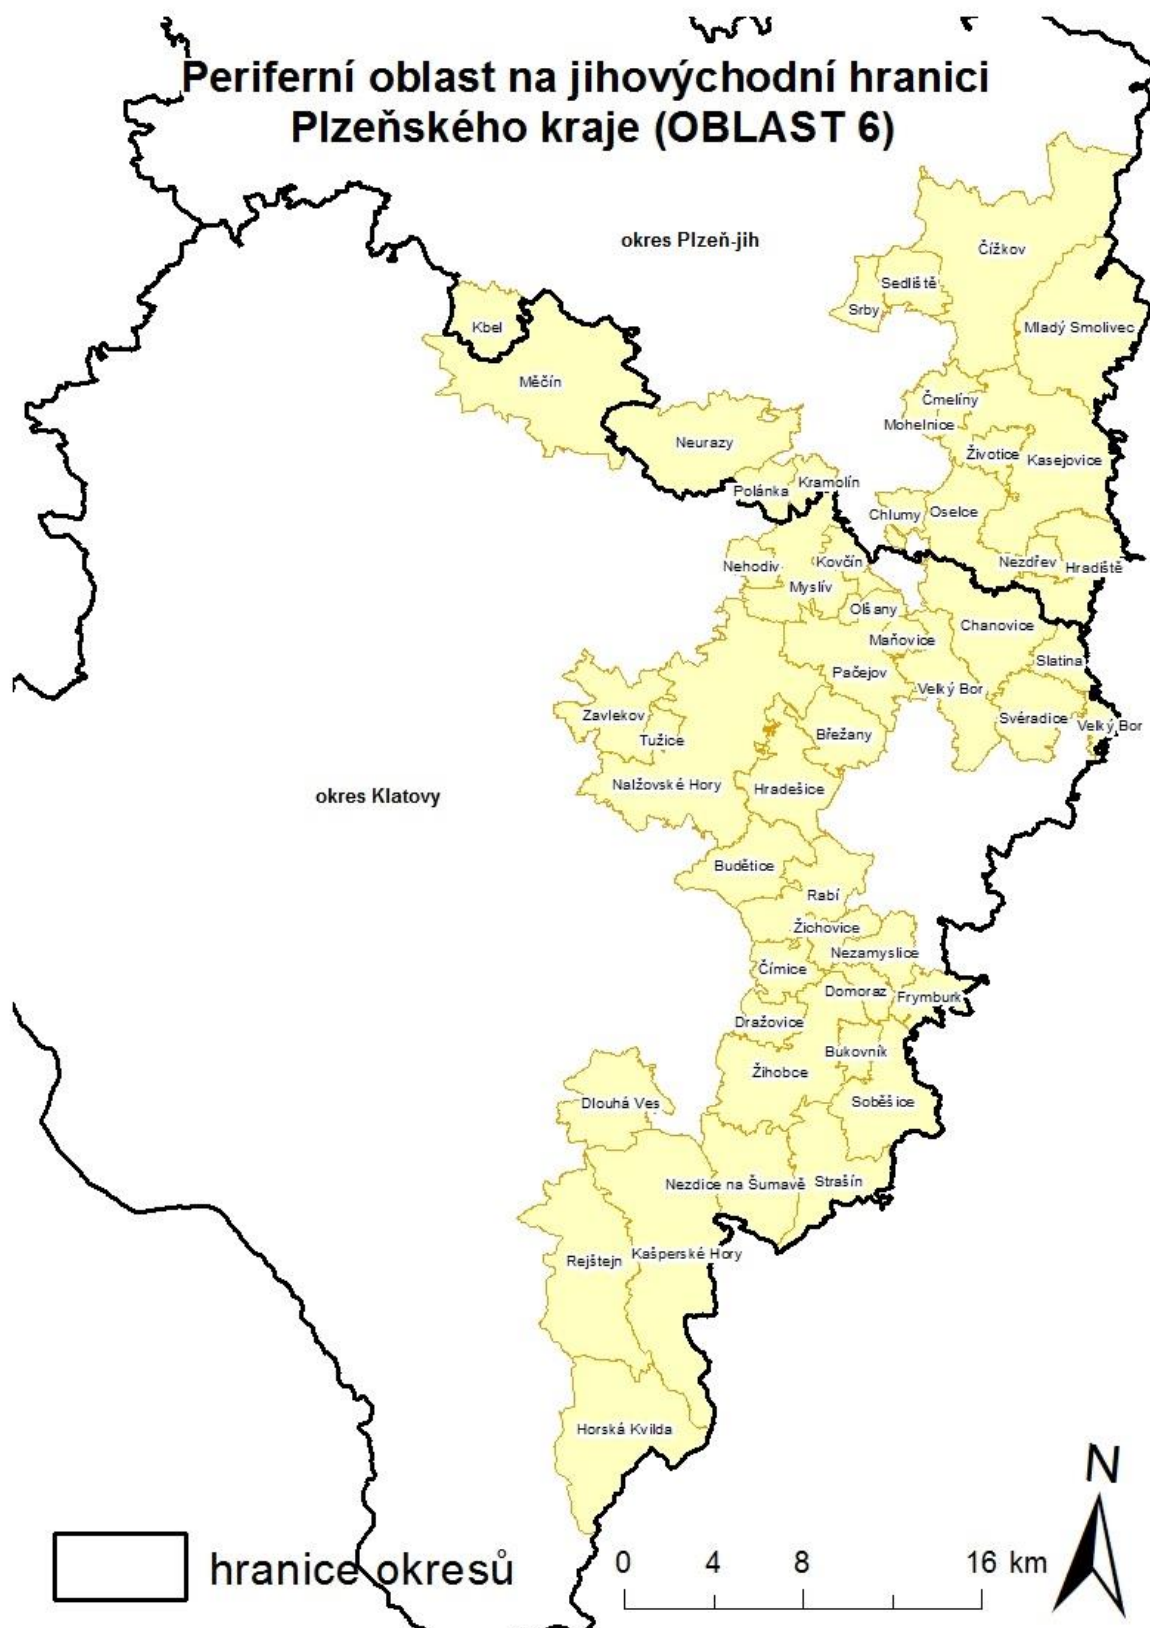 Periferní oblast na jihovýchodní hranici
Plzeňského kraje (OBLAST 6)
okres Plzeň-jih
Čížkov
Sedliště
Srby
Kbel
Mladý Smolivec
Měčín
Čmelíny
Mohelnice
Neurazy
Životice
Kasejovice
Polánka
Kramolín
Chlumy
Oselce
Nehodiv
Kovčín
Nezdřev
Hradiště
Myslív
Olšany
Chanovice
Maňovice
Slatina
Pačejov
Velký Bor
Zavlekov
Svéradice
Velký Bor
Tužice
Břežany
Nalžovské Hory
Hradešice
okres Klatovy
Budětice
Rabí
Žichovice
Nezamyslice
Čímice
Domoraz
Frymburk
Dražovice
Bukovník
Žihobce
Dlouhá Ves
Soběšice
Nezdice na Šumavě
Strašín
Rejštejn
Kašperské Hory
Horská Kvilda
N
hranice okresů
0 4 8 16 km